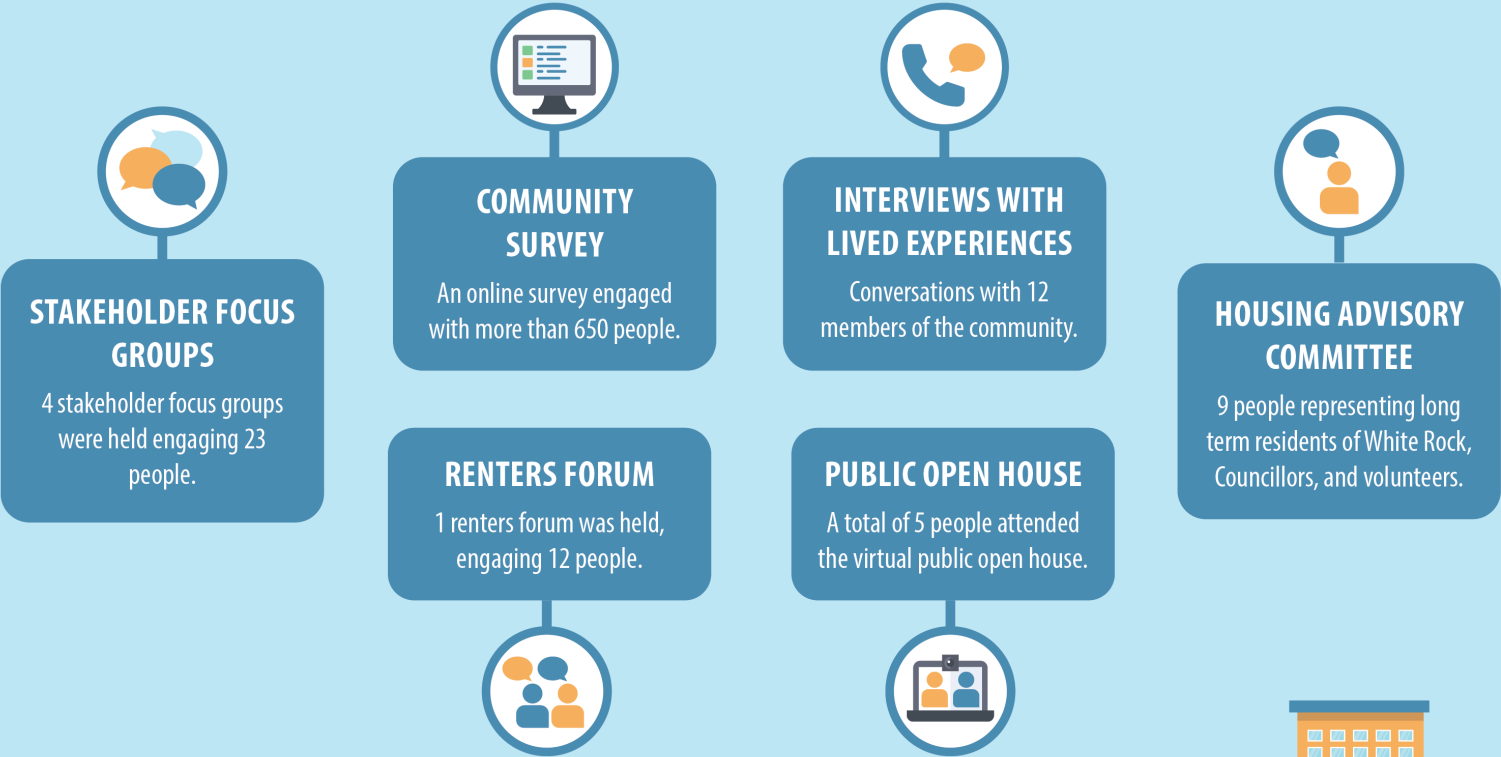 STAKEHOLDER FOCUS
GROUPS
4 stakeholder focus groups
were held engaging 23
people.
COMMUNITY
SURVEY
An online survey engaged
with more than 650 people.
INTERVIEWS WITH
LIVED EXPERIENCES
Conversations with 12
members of the community.
HOUSING ADVISORY
COMMITTEE
9 people representing long
term residents of White Rock,
Councillors, and volunteers.
RENTERS FORUM
1 renters forum was held,
engaging 12 people.
PUBLIC OPEN HOUSE
A total of 5 people attended
the virtual public open house.